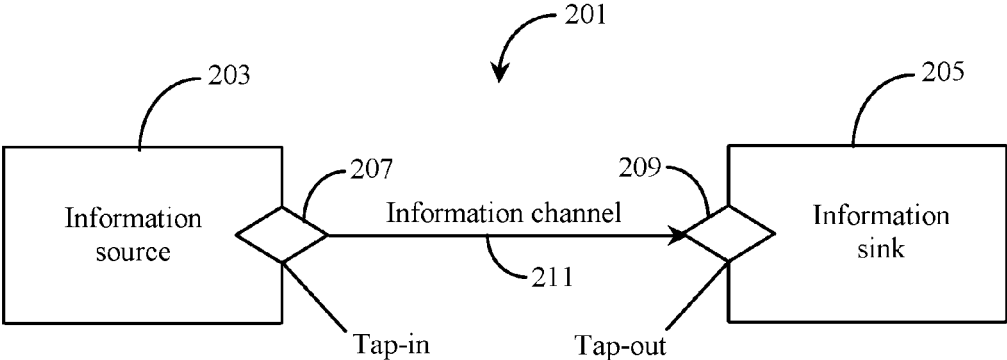 201
203
205
207
209
Information
source
Information channel
Information
sink
211
Tap-in
Tap-out